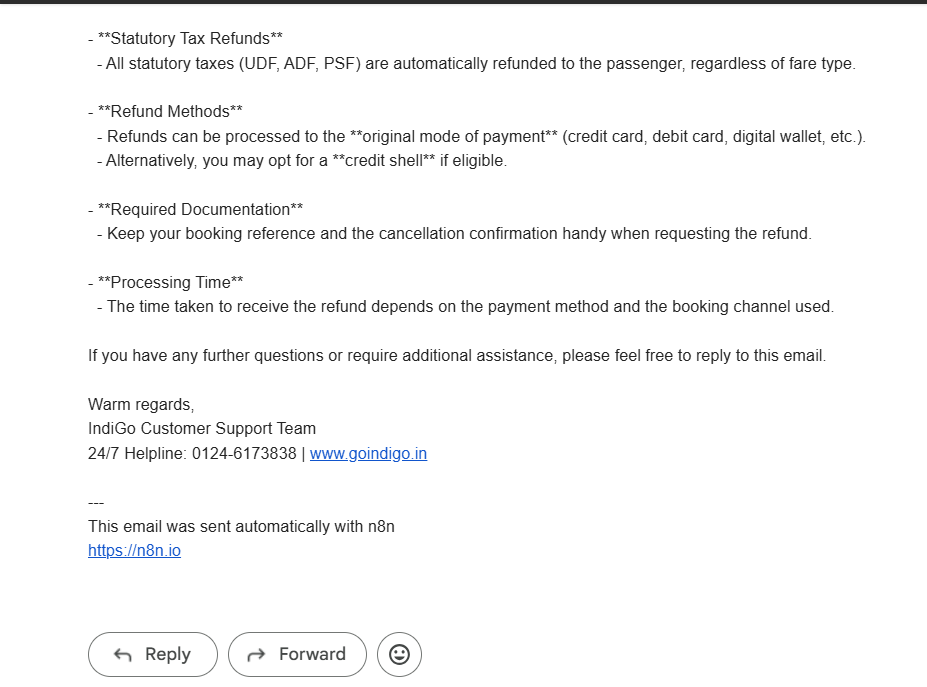 - **Statutory Tax Refunds**
- All statutory taxes (UDF, ADF, PSF) are automatically refunded to the passenger, regardless of fare type.
- **Refund Methods**
- Refunds can be processed to the **original mode of payment** (credit card, debit card, digital wallet, etc.).
- Alternatively, you may opt for a **credit shell** if eligible.
- **Required Documentation**
- Keep your booking reference and the cancellation confirmation handy when requesting the refund.
- **Processing Time**
- The time taken to receive the refund depends on the payment method and the booking channel used.
If you have any further questions or require additional assistance, please feel free to reply to this email.
Warm regards,
IndiGo Customer Support Team
24/7 Helpline: 0124-6173838 | www.goindigo.in
---
This email was sent automatically with n8n
https://n8n.io
Reply Forward